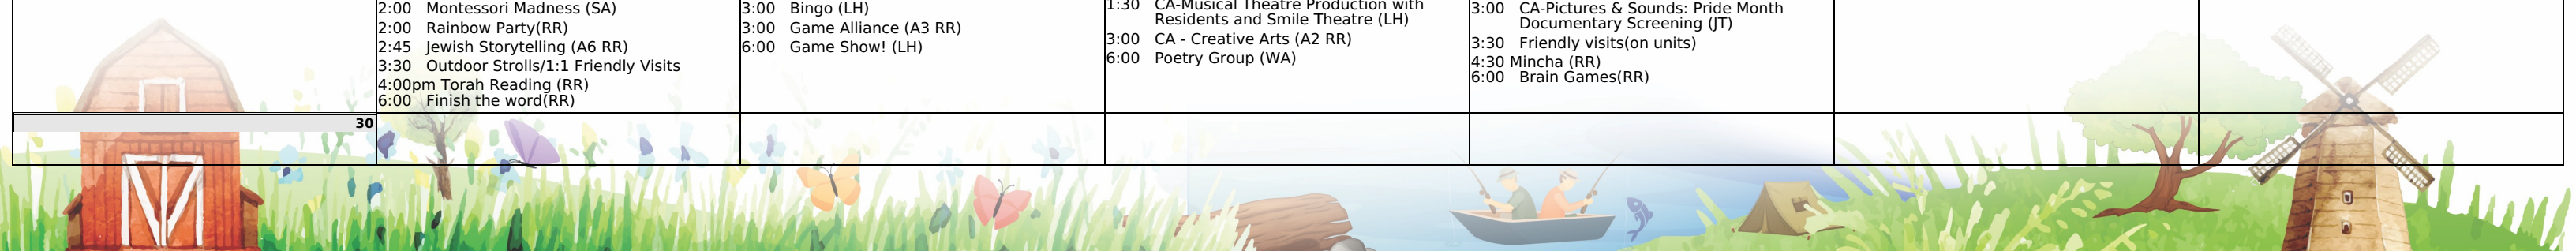 2:00 Montessori Madness (SA)
2:00 Rainbow Party(RR)
2:45 Jewish Storytelling (A6 RR)
3:30 Outdoor Strolls/1:1 Friendly Visits
4:00pm Torah Reading (RR)
6:00 Finish the word(RR)
3:00 Bingo (LH)
3:00 Game Alliance (A3 RR)
6:00 Game Show! (LH)
1:30 CA-Musical Theatre Production with
Residents and Smile Theatre (LH)
3:00 CA - Creative Arts (A2 RR)
6:00 Poetry Group (WA)
3:00 CA-Pictures & Sounds: Pride Month
Documentary Screening (JT)
3:30 Friendly visits(on units)
4:30 Mincha (RR)
6:00 Brain Games(RR)
30